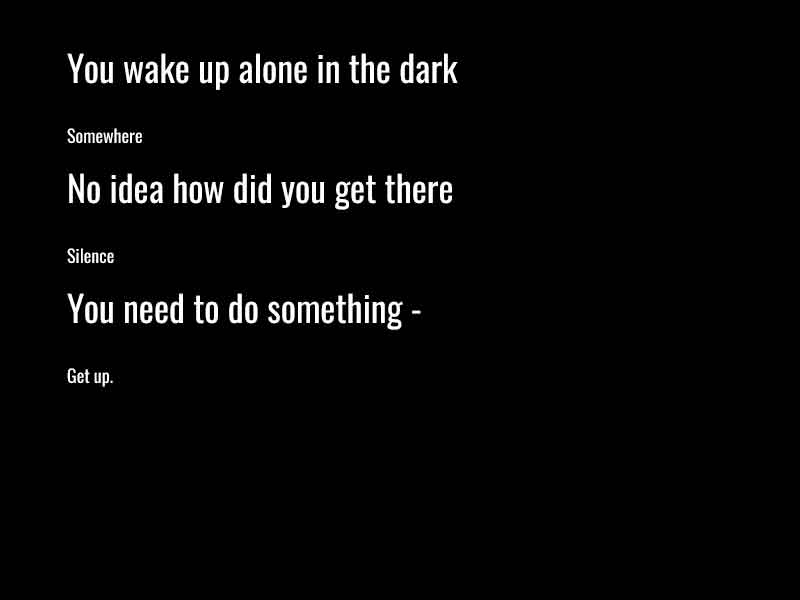 You wake up alone in the dark
Somewhere
No idea how did you get there
Silence
You need to do something -
Get up.